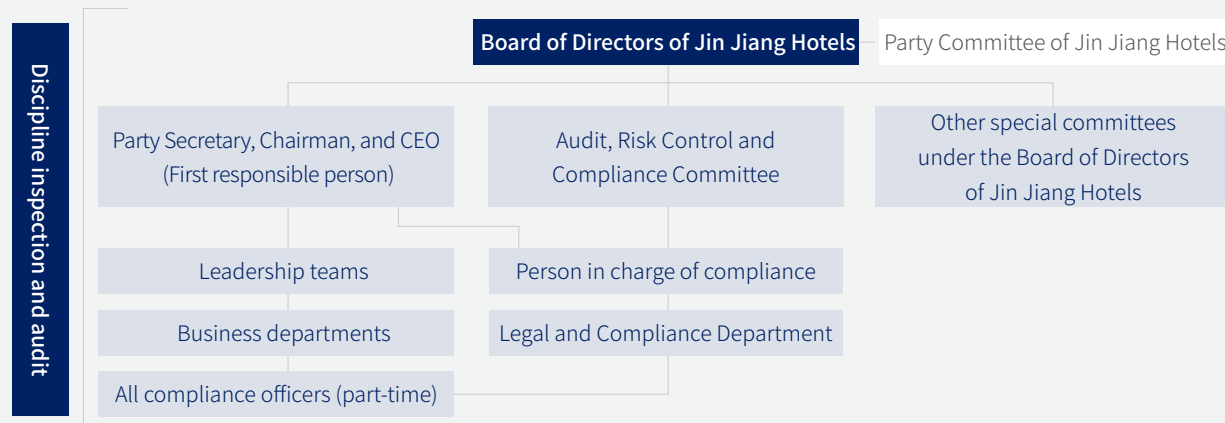 Discipline inspection and audit
Board of Directors of Jin Jiang Hotels
Party Committee of Jin Jiang Hotels
Party Secretary, Chairman, and CEO
(First responsible person)
Audit, Risk Control and
Compliance Committee
Other special committees
under the Board of Directors
of Jin Jiang Hotels
Leadership teams
Person in charge of compliance
Business departments
Legal and Compliance Department
All compliance officers (part-time)